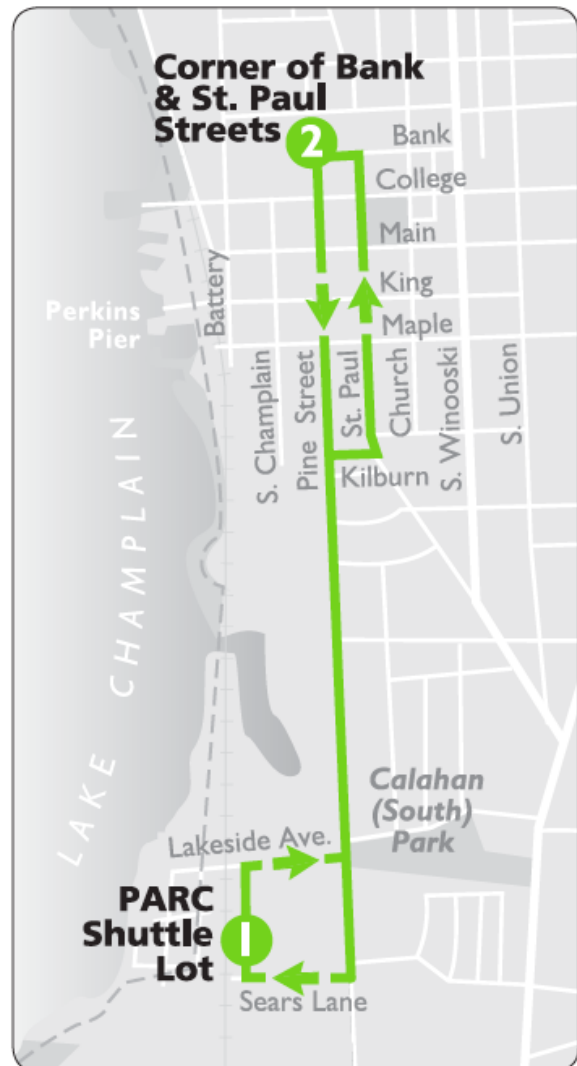 Corner of Bank
& St. Paul
Streets
2
Bank
College
Main
King
Maple
Perkins
Pier
Battery
S. Champlain
Pine Street
St. Paul
Church
S. Winooski
S. Union
Kilburn
LAKE CHAMPLAIN
Calahan
(South)
Park
Lakeside Ave.
PARC
Shuttle
Lot
1
Sears Lane